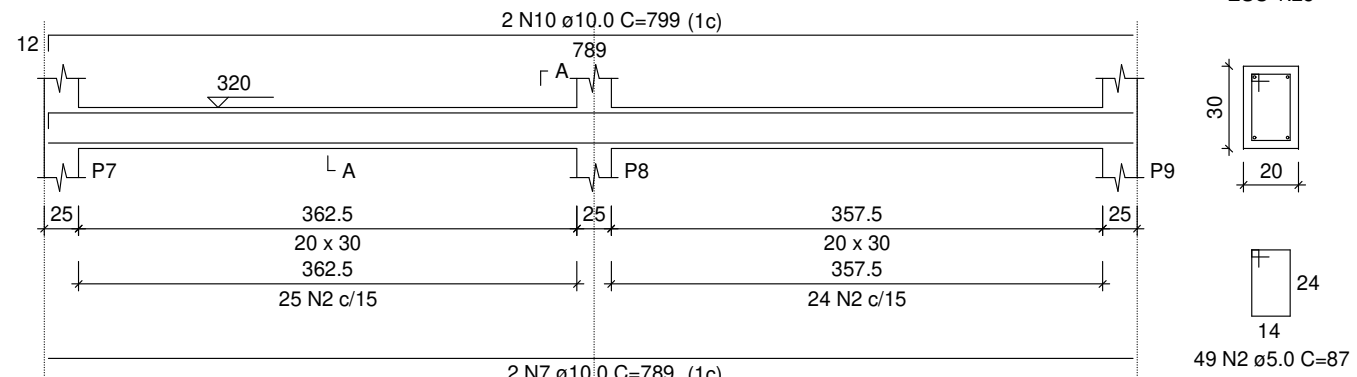 2 N10 ø10.0 C=799 (1c)
12
789
A
320
A
P7
P8
P9
25
362.5
25
357.5
25
20 x 30
20 x 30
362.5
357.5
25 N2 c/15
24 N2 c/15
2 N7 ø10.0 C=789 (1c)
30
20
24
14
49 N2 ø5.0 C=87